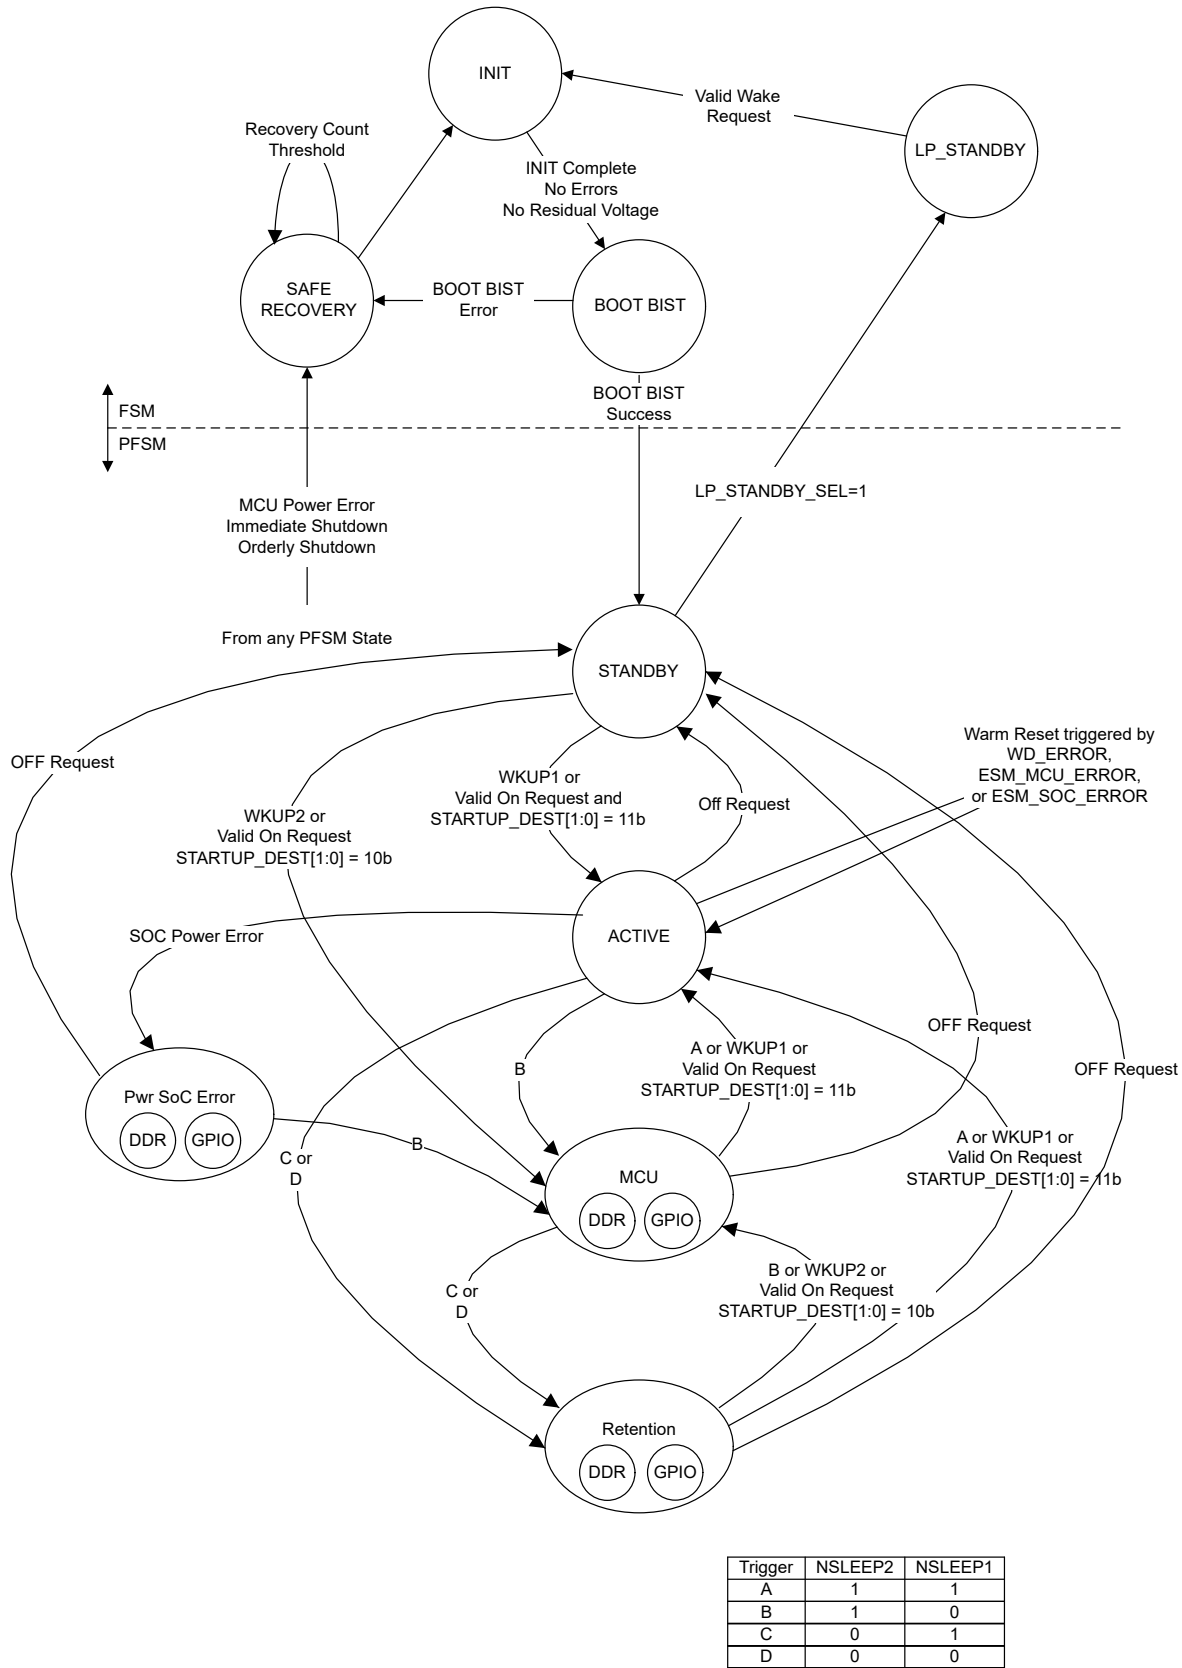 INIT
Valid Wake
Request
LP_STANDBY
Recovery Count
Threshold
INIT Complete
No Errors
No Residual Voltage
SAFE
RECOVERY
BOOT BIST
Error
BOOT BIST
BOOT BIST
Success
FSM
PFSM
LP_STANDBY_SEL=1
MCU Power Error
Immediate Shutdown
Orderly Shutdown
From any PFSM State
STANDBY
OFF Request
WKUP1 or
Valid On Request and
STARTUP_DEST[1:0] = 11b
Off Request
Warm Reset triggered by
WD_ERROR,
ESM_MCU_ERROR,
or ESM_SOC_ERROR
WKUP2 or
Valid On Request
STARTUP_DEST[1:0] = 10b
SOC Power Error
ACTIVE
OFF Request
B
A or WKUP1 or
Valid On Request
STARTUP_DEST[1:0] = 11b
OFF Request
Pwr SoC Error
DDR
GPIO
B
C or
D
A or WKUP1 or
Valid On Request
STARTUP_DEST[1:0] = 11b
MCU
DDR
GPIO
C or
D
B or WKUP2 or
Valid On Request
STARTUP_DEST[1:0] = 10b
Retention
DDR
GPIO
Trigger NSLEEP2 NSLEEP1
A 1 1
B 1 0
C 0 1
D 0 0